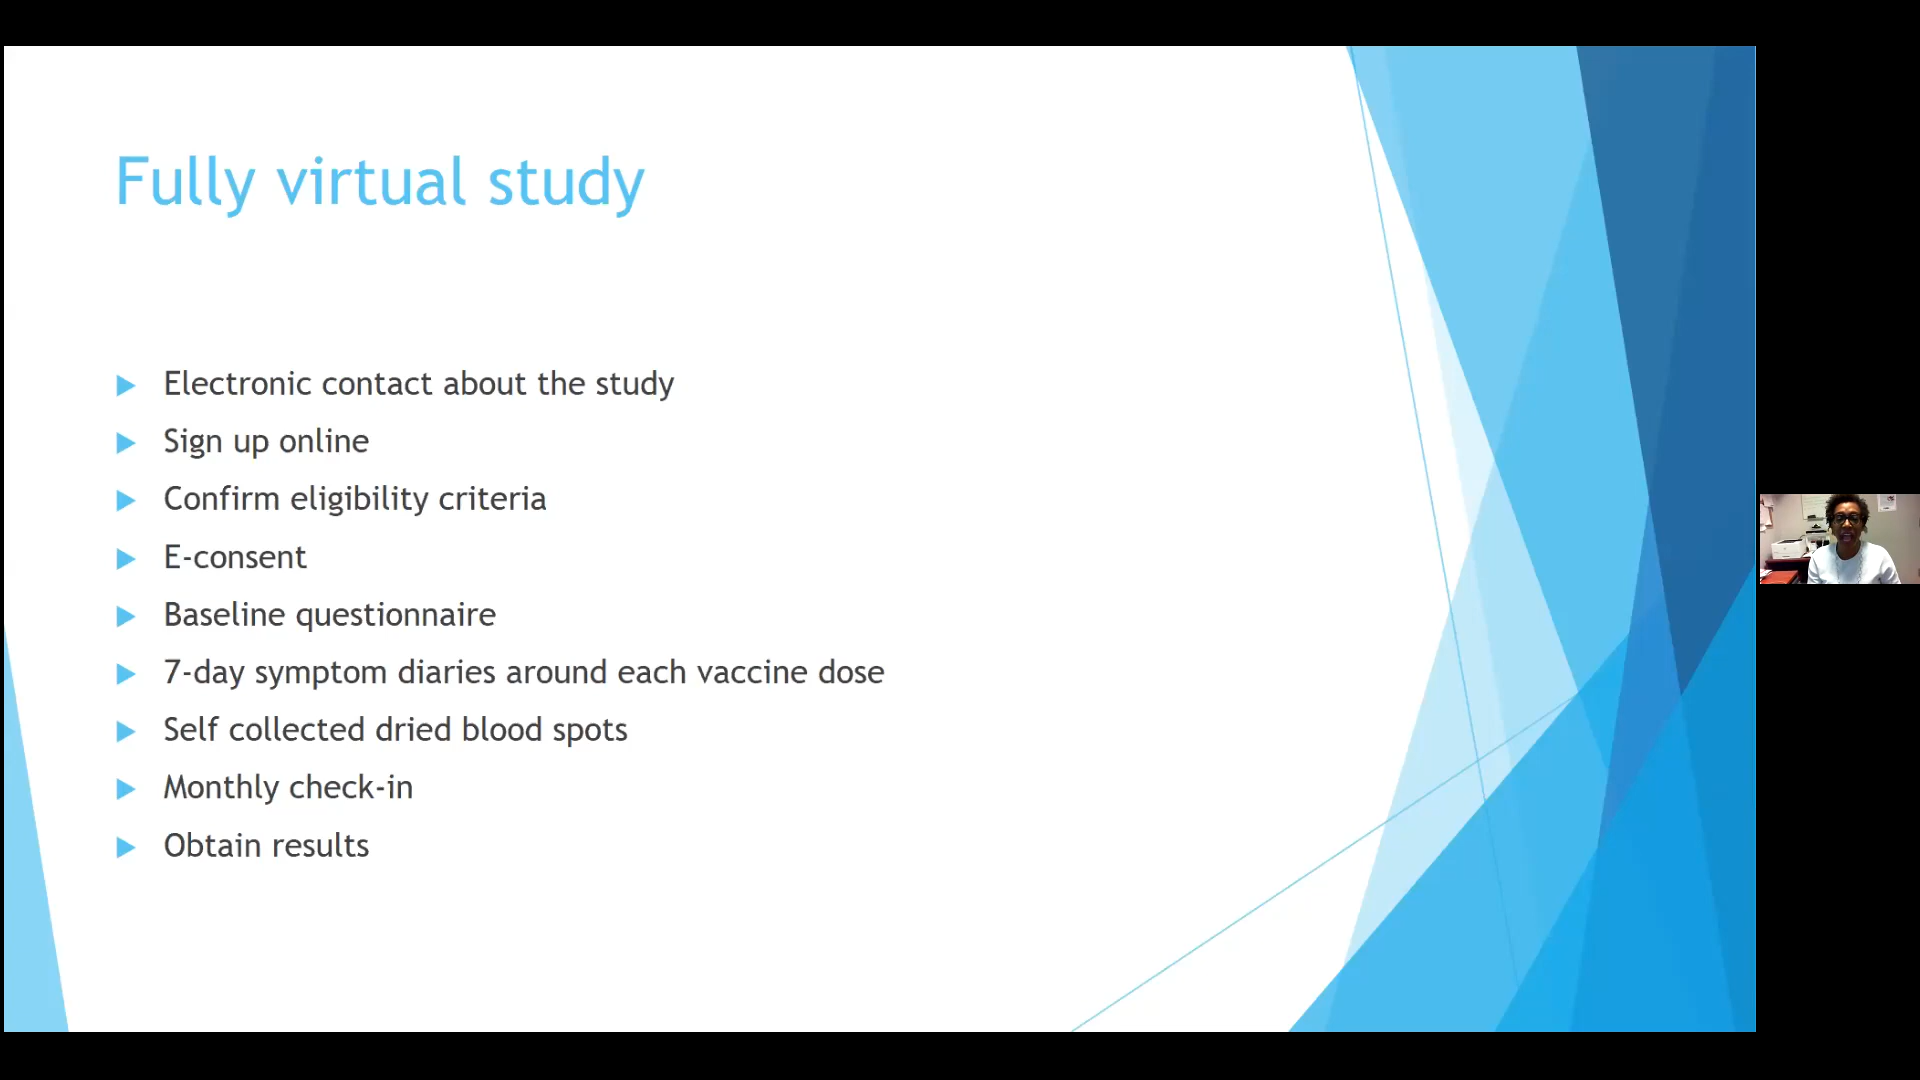 Fully virtual study
Electronic contact about the study
Sign up online
Confirm eligibility criteria
E-consent
Baseline questionnaire
7-day symptom diaries around each vaccine dose
Self collected dried blood spots
Monthly check-in
Obtain results